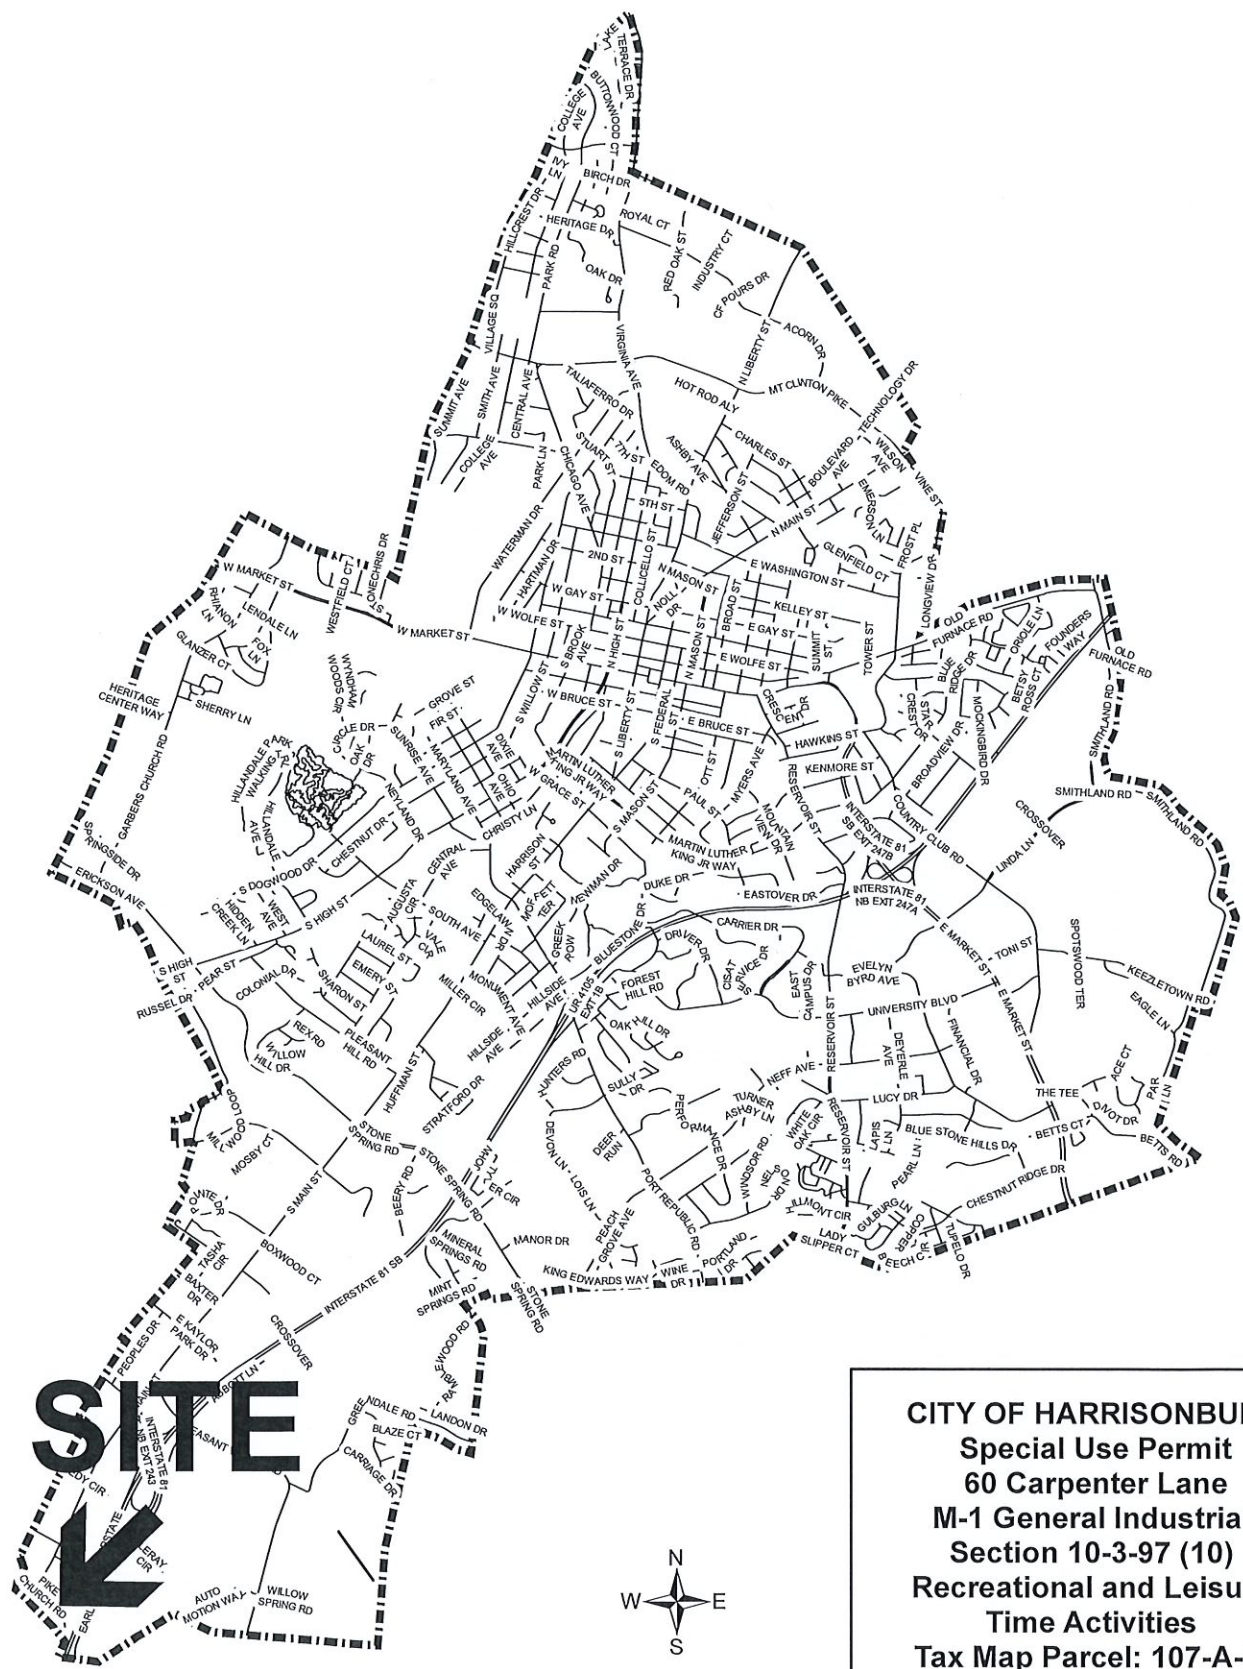 AKE
TERRACE DR
BUTTONWOOD CT
COLLEGE
AVE
IVY
LN
BIRCH DR
HILLCREST DR
HERITAGE DR
ROYAL CT
PARK RD
OAK DR
RED OAK ST
INDUSTRY CT
CF POURS DR
VILLAGE SQ
VIRGINIA AVE
N LIBERTY ST
ACORN DR
SUMMIT AVE
SMITH AVE
CENTRAL AVE
TALIAFERRO DR
HOT ROD ALY
MT CLINTON PIKE
TECHNOLOGY DR
COLLEGE
AVE
PARK LN
CHICAGO AVE
STUART ST
7TH ST
EDOM RD
ASHBY AVE
CHARLES ST
BOULEVARD
AVE
WILSON
AVE
VINE ST
5TH ST
JEFFERSON ST
EMERSON LN
N MAIN ST
WATERMAN DR
HARTMAN DR
2ND ST
COLLICELLO ST
GLENFIELD CT
FROST PL
ONECHRIS DR
ST
WESTFIELD CT
W MARKET ST
RHIANON
LN
LENDALE LN
FOX
LN
GLANZER CT
W MARKET ST
W GAY ST
W WOLFE ST
N MASON ST
NOLL
DR
BROAD ST
E WASHINGTON ST
KELLEY ST
E GAY ST
E WOLFE ST
SUMMIT
ST
TOWER ST
LONGVIEW DR
OLD
FURNACE RD
BLUE
RIDGE DR
ORIOLE LN
BETSY
ROSS CT
FOUNDERS
WAY
OLD
FURNACE RD
SMITHLAND RD
HERITAGE
CENTER WAY
SHERRY LN
WYNDHAM
WOODS CIR
GROVE ST
FIR ST
S WILLOW ST
S BROOK
AVE
N HIGH ST
N MASON ST
W BRUCE ST
S LIBERTY ST
S FEDERAL
ST
E BRUCE ST
CRESCENT DR
HAWKINS ST
STAR
CREST DR
BROADVIEW DR
MOCKINGBIRD DR
GARBERS CHURCH RD
HILLANDALE PARK
WALKING TRL
CIRCLE DR
OAK
DR
SUNRISE AVE
MARYLAND AVE
DIXIE
AVE
OHIO
AVE
MARTIN LUTHER
KING JR WAY
W GRACE ST
OTT ST
MYERS AVE
KENMORE ST
RESERVOIR ST
INTERSTATE 81
SB EXIT 247B
COUNTRY CLUB RD
LINDA LN
CROSSOVER
SMITHLAND RD
SMITHLAND RD
HILLANDALE
AVE
NEYLAND DR
CHESTNUT DR
CHRISTY LN
S MASON ST
PAUL ST
MOUNTAIN
VIEW DR
MARTIN LUTHER
KING JR WAY
SPRINGSIDE DR
ERICKSON AVE
S DOGWOOD DR
HIDDEN
CREEK LN
WEST
AVE
S HIGH ST
CENTRAL
AVE
HARRISON
ST
MOFFETT
TER
NEWMAN DR
DUKE DR
EASTOVER DR
INTERSTATE 81
NB EXIT 247A
AUGUSTA
CIR
SOUTH AVE
VALE
CIR
EDGELAWN DR
GREEK
ROW
BLUESTONE DR
CARRIER DR
DRIVER DR
CISAT
SERVICE DR
EAST
CAMPUS DR
EVELYN
BYRD AVE
E MARKET ST
TONI ST
SPOTSWOOD TER
KEEZLETOWN RD
EAGLE LN
S HIGH
ST
PEAR ST
RUSSEL DR
COLONIAL DR
SHARON ST
LAUREL ST
EMERY ST
MILLER CIR
MONUMENT AVE
HILLSIDE
AVE
HILLSIDE
AVE
UR 4105
EXIT 1B
FOREST
HILL RD
OAK HILL DR
UNIVERSITY BLVD
RESERVOIR ST
E MARKET ST
FINANCIAL DR
DEYERLE
AVE
REX RD
WILLOW
HILL DR
PLEASANT
HILL RD
HUFFMAN ST
STRATFORD DR
HUNTERS RD
SULLY
DR
NEFF AVE
TURNER
ASHBY LN
PERFORMANCE DR
LUCY DR
THE TEE
ACE CT
PAR
LN
DIVOT DR
BETTS CT
BETTS RD
MILL
WOOD LOOP
MOSBY CT
STONE
SPRING RD
STONE SPRING RD
BEERY RD
JOHN
TYLER CIR
DEVON LN
LOIS LN
DEER
RUN
PORT REPUBLIC RD
WINDSOR RD
WHITE
OAK CIR
RESERVOIR ST
LAPIS
LN
PEARL LN
BLUE STONE HILLS DR
CHESTNUT RIDGE DR
NELSON DR
HILLMONT CIR
GULBURG LN
COPPER
BEECH CIR
TUPELO DR
LADY
SLIPPER CT
POINTE DR
S MAIN ST
TASHA
CIR
BOXWOOD CT
BAXTER
DR
E KAYLOR
PARK DR
PEOPLES DR
CROSSOVER
INTERSTATE 81 SB
MINERAL
SPRINGS RD
MANOR DR
MINT
SPRINGS RD
STONE
SPRING RD
PEACH
GROVE AVE
KING EDWARDS WAY
WINE
DR
PORTLAND
DR
ABBOTT LN
SITE
INTERSTATE 81
NB EXIT 243
LANDON DR
BLAZE CT
CARRIAGE DR
PIKE
CHURCH RD
AUTO
MOTION WAY
WILLOW
SPRING RD
N
W E
S
CITY OF HARRISONBU
Special Use Permit
60 Carpenter Lane
M-1 General Industria
Section 10-3-97 (10)
Recreational and Leisu
Time Activities
Tax Map Parcel: 107-A-